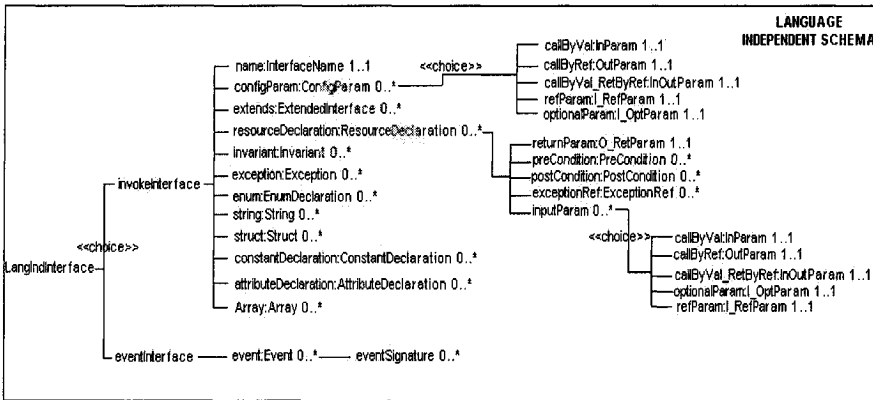 LANGUAGE
INDEPENDENT SCHEMA
name:InterfaceName 1..1
configParam:ConfigParam 0..*
extends:ExtendedInterface 0..*
resourceDeclaration:ResourceDeclaration 0..*
invariant:Invariant 0..*
exception:Exception 0..*
invokeInterface
enum:EnumDeclaration 0..*
string:String 0..*
struct:Struct 0..*
constantDeclaration:ConstantDeclaration 0..*
attributeDeclaration:AttributeDeclaration 0..*
Array:Array 0..*
<<choice>>
callByVal:InParam 1..1
callByRef:OutParam 1..1
callByVal_RetByRef:InOutParam 1..1
refParam:I_RefParam 1..1
optionalParam:I_OptParam 1..1
returnParam:O_RetParam 1..1
preCondition:PreCondition 0..*
postCondition:PostCondition 0..*
exceptionRef:ExceptionRef 0..*
inputParam 0..*
<<choice>>
callByVal:InParam 1..1
callByRef:OutParam 1..1
callByVal_RetByRef:InOutParam 1..1
optionalParam:I_OptParam 1..1
refParam:I_RefParam 1..1
<<choice>>
LangIndInterface
eventInterface
event:Event 0..*
eventSignature 0..*